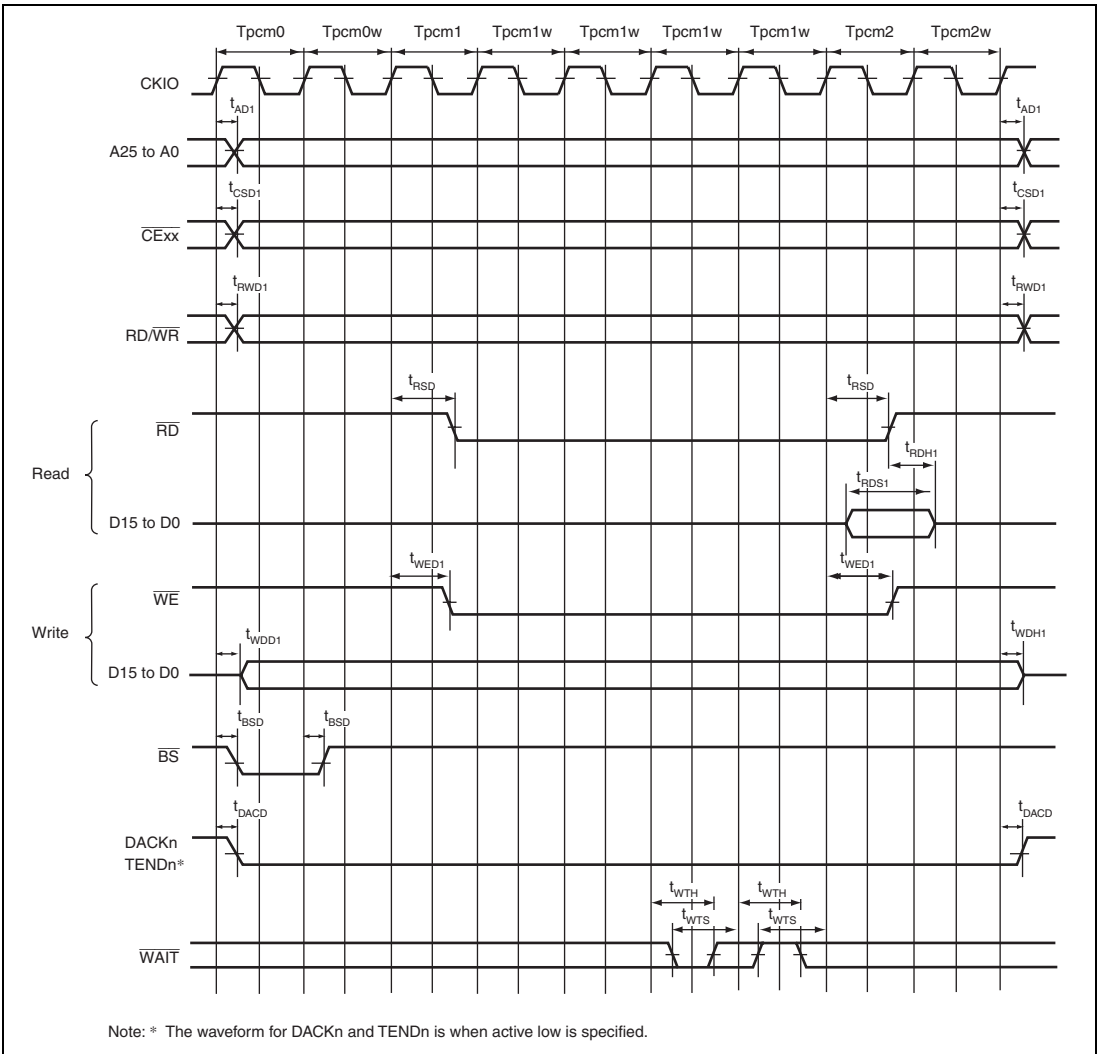 Tpcm0 Tpcm0w Tpcm1 Tpcm1w Tpcm1w Tpcm1w Tpcm1w Tpcm2 Tpcm2w
CKIO
tAD1 tAD1
A25 to A0
tCSD1 tCSD1
CExx
tRWD1 tRWD1
RD/WR
tRSD tRSD
RD
tRDH1
Read
tRDS1
D15 to D0
tWED1 tWED1
WE
Write
tWDD1 tWDH1
D15 to D0
tBSD tBSD
BS
tDACD tDACD
DACKn
TENDn*
tWTH tWTH
tWTS tWTS
WAIT
Note: * The waveform for DACKn and TENDn is when active low is specified.